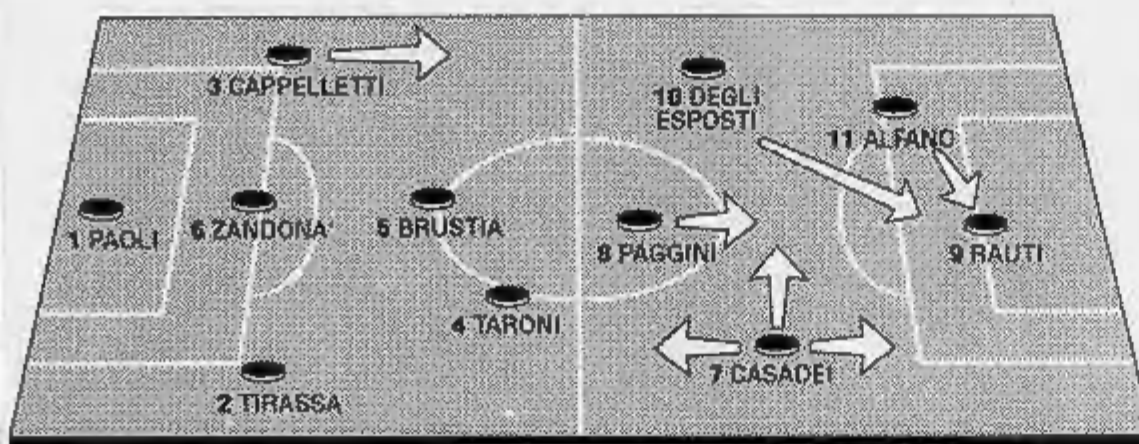 3 CAPPELLETTI
10 DEGLI
ESPOSTI
11 ALFANO
1 PAOLI
6 ZANDONA'
5 BRUSTIA
8 PAGGINI
9 RAUTI
4 TARONI
7 CASADEI
2 TIRASSA